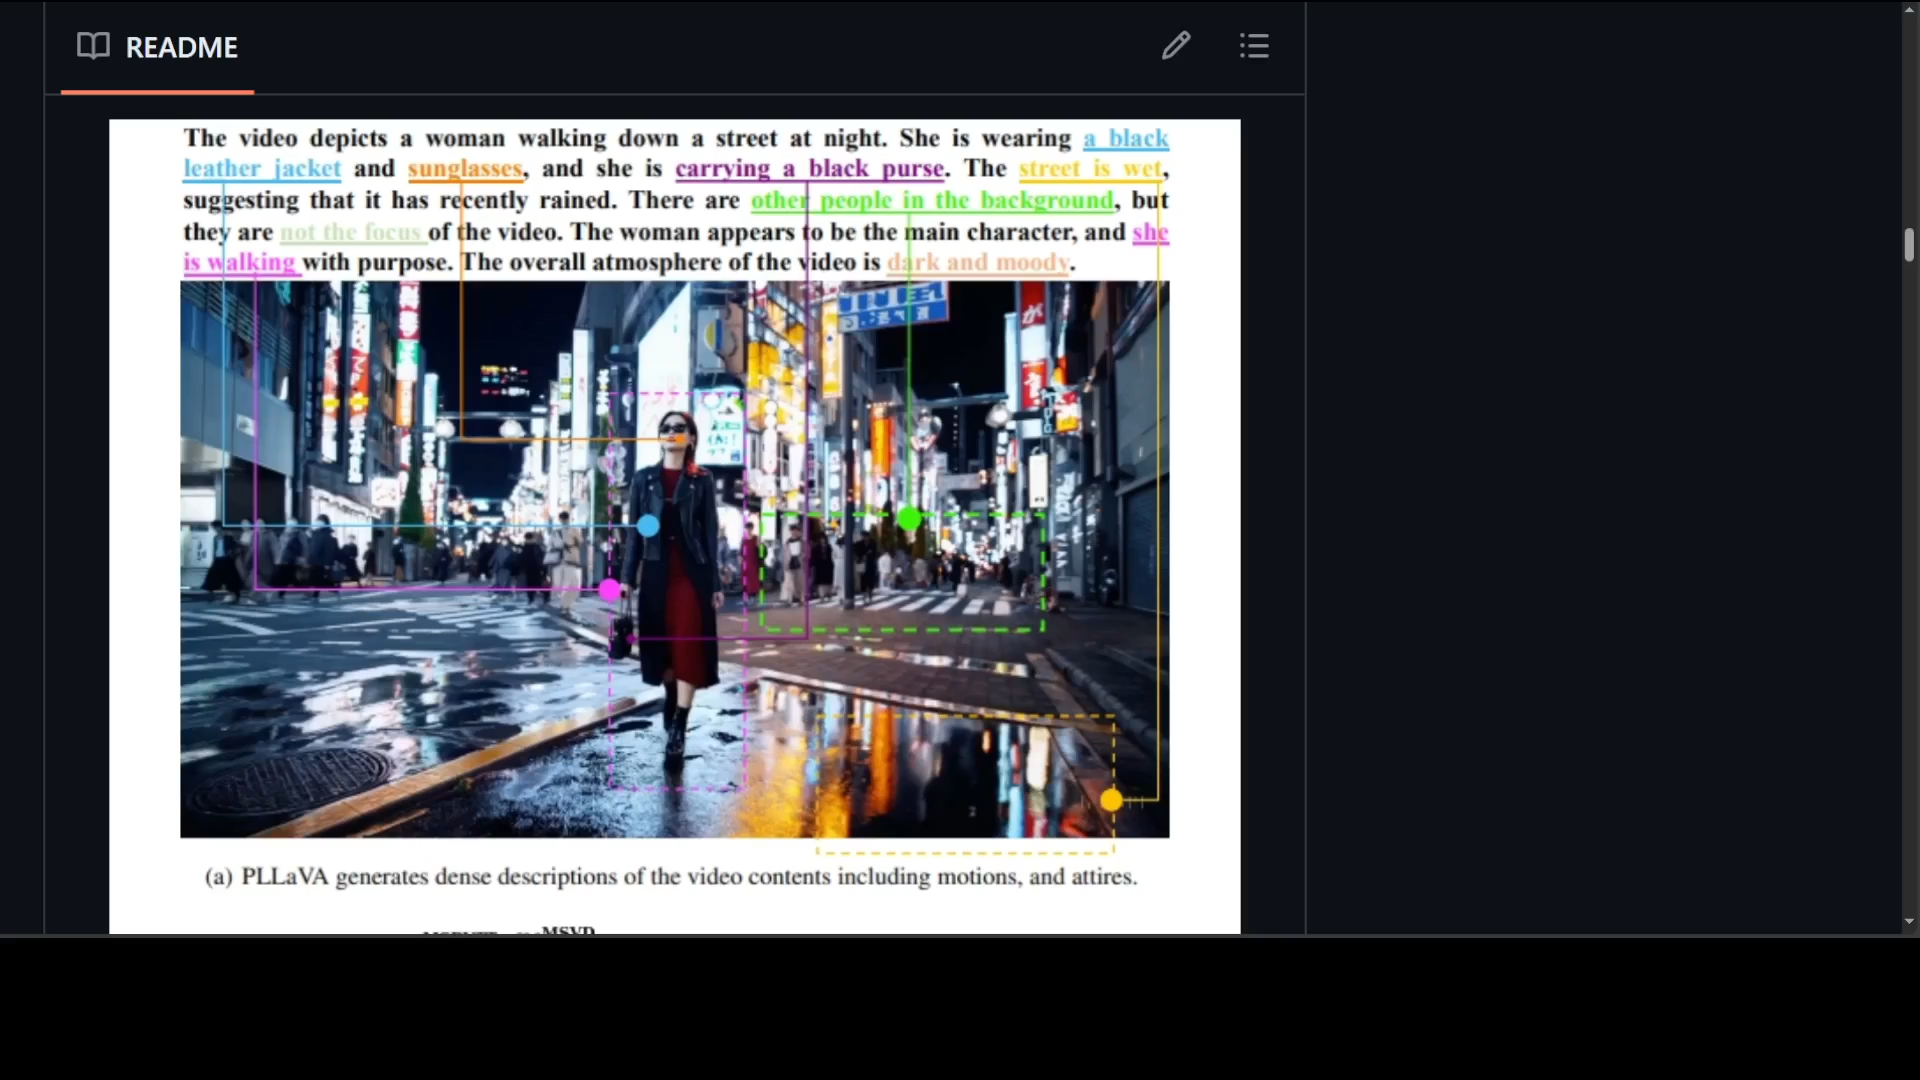 README
The video depicts a woman walking down a street at night. She is wearing a black
leather jacket and sunglasses, and she is carrying a black purse. The street is wet,
suggesting that it has recently rained. There are other people in the background, but
they are not the focus of the video. The woman appears to be the main character, and she
is walking with purpose. The overall atmosphere of the video is dark and moody.
(a) PLLaVA generates dense descriptions of the video contents including motions, and attires.
MSVD